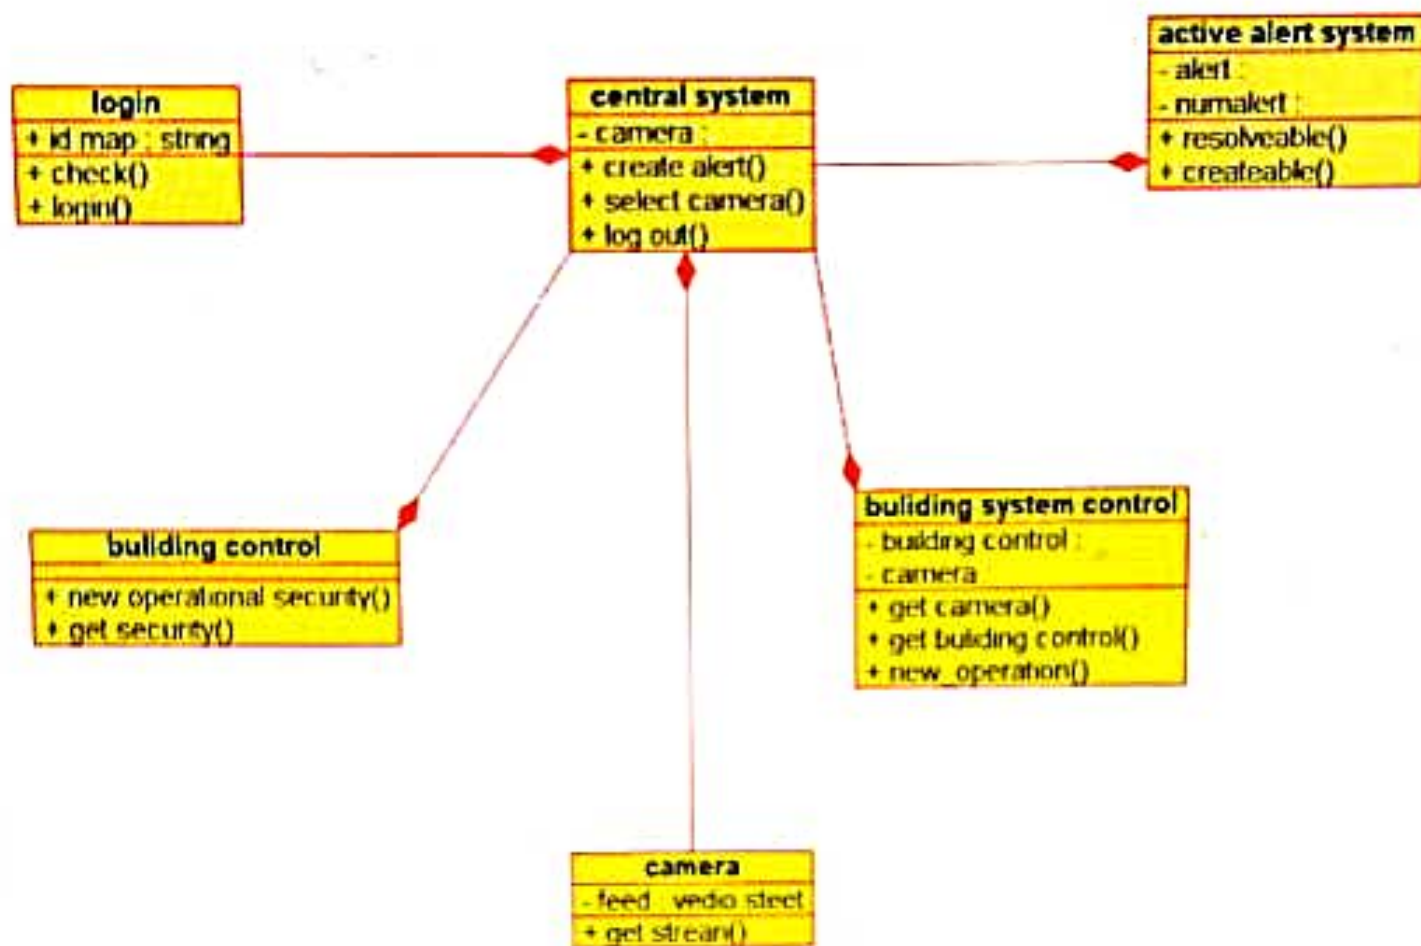 login
+ id map : string
+ check()
+ login()
central system
- camera :
+ create alert()
+ select camera()
+ log out()
active alert system
- alert :
- numalert :
+ resolveable()
+ createable()
buliding control
+ new operational security()
+ get security()
buliding system control
- building control :
- camera
+ get camera()
+ get buliding control()
+ new_operation()
camera
- feed : vedio steet
+ get strean()